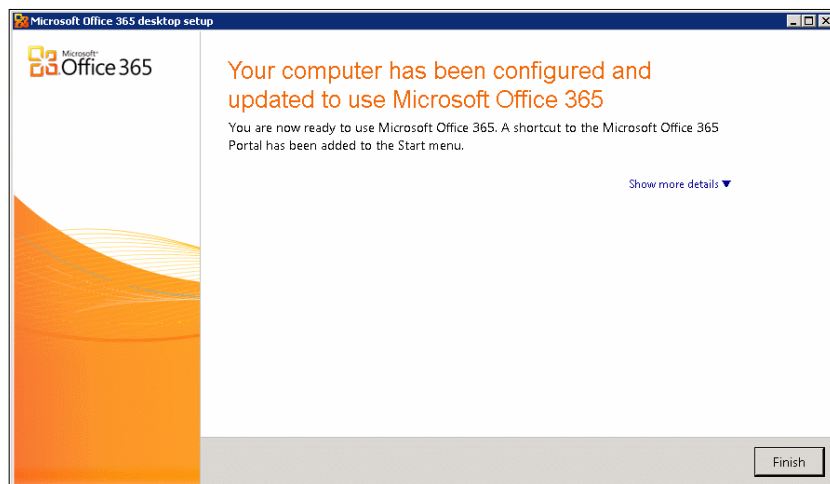 Microsoft Office 365 desktop setup
Microsoft®
Office 365
Your computer has been configured and
updated to use Microsoft Office 365
You are now ready to use Microsoft Office 365. A shortcut to the Microsoft Office 365
Portal has been added to the Start menu.
Show more details ▼
Finish